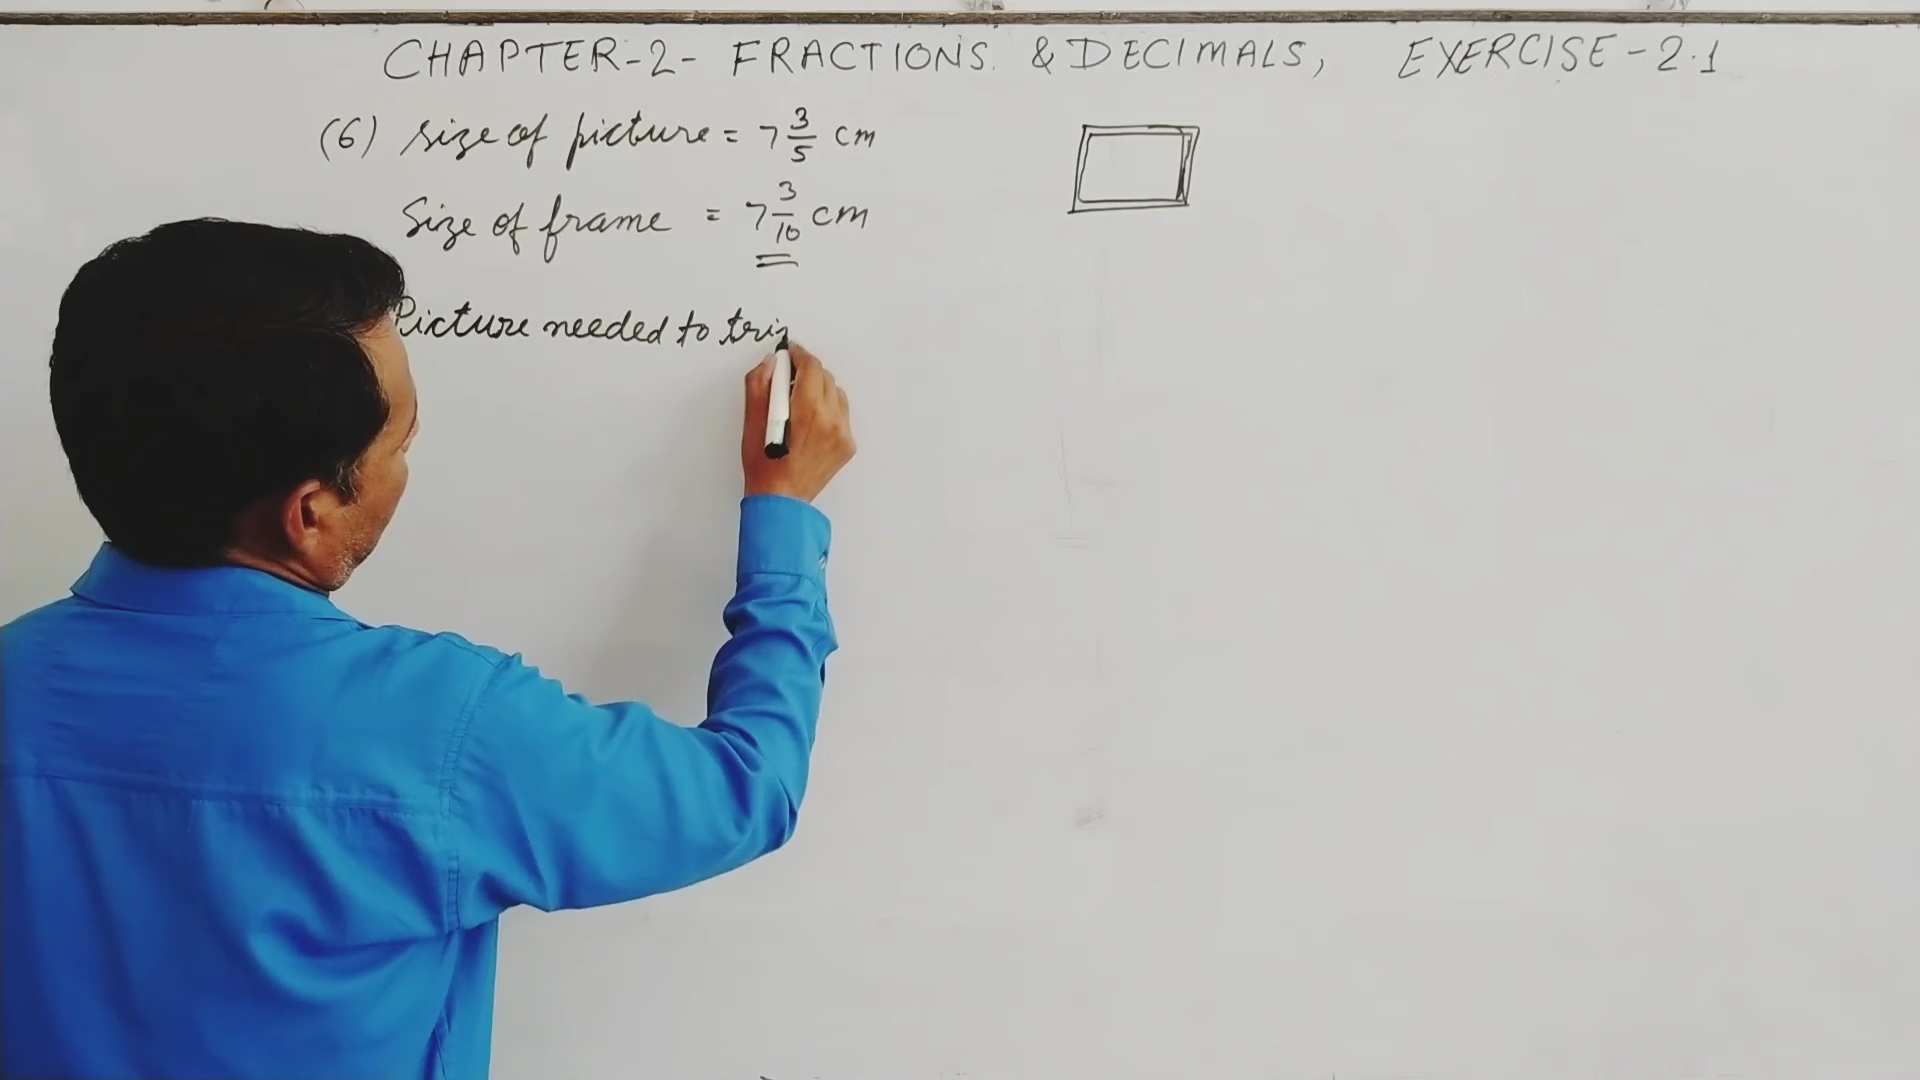 CHAPTER-2- FRACTIONS & DECIMALS, EXERCISE-2.1
(6) Size of picture = 7 3/5 cm
Size of frame = 7 3/10 cm
Picture needed to tri